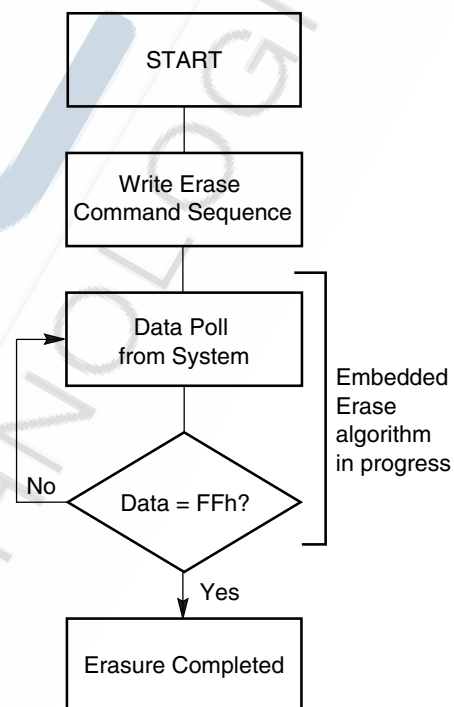 START
Write Erase
Command Sequence
Data Poll
from System
Embedded
Erase
algorithm
in progress
No
Data = FFh?
Yes
Erasure Completed